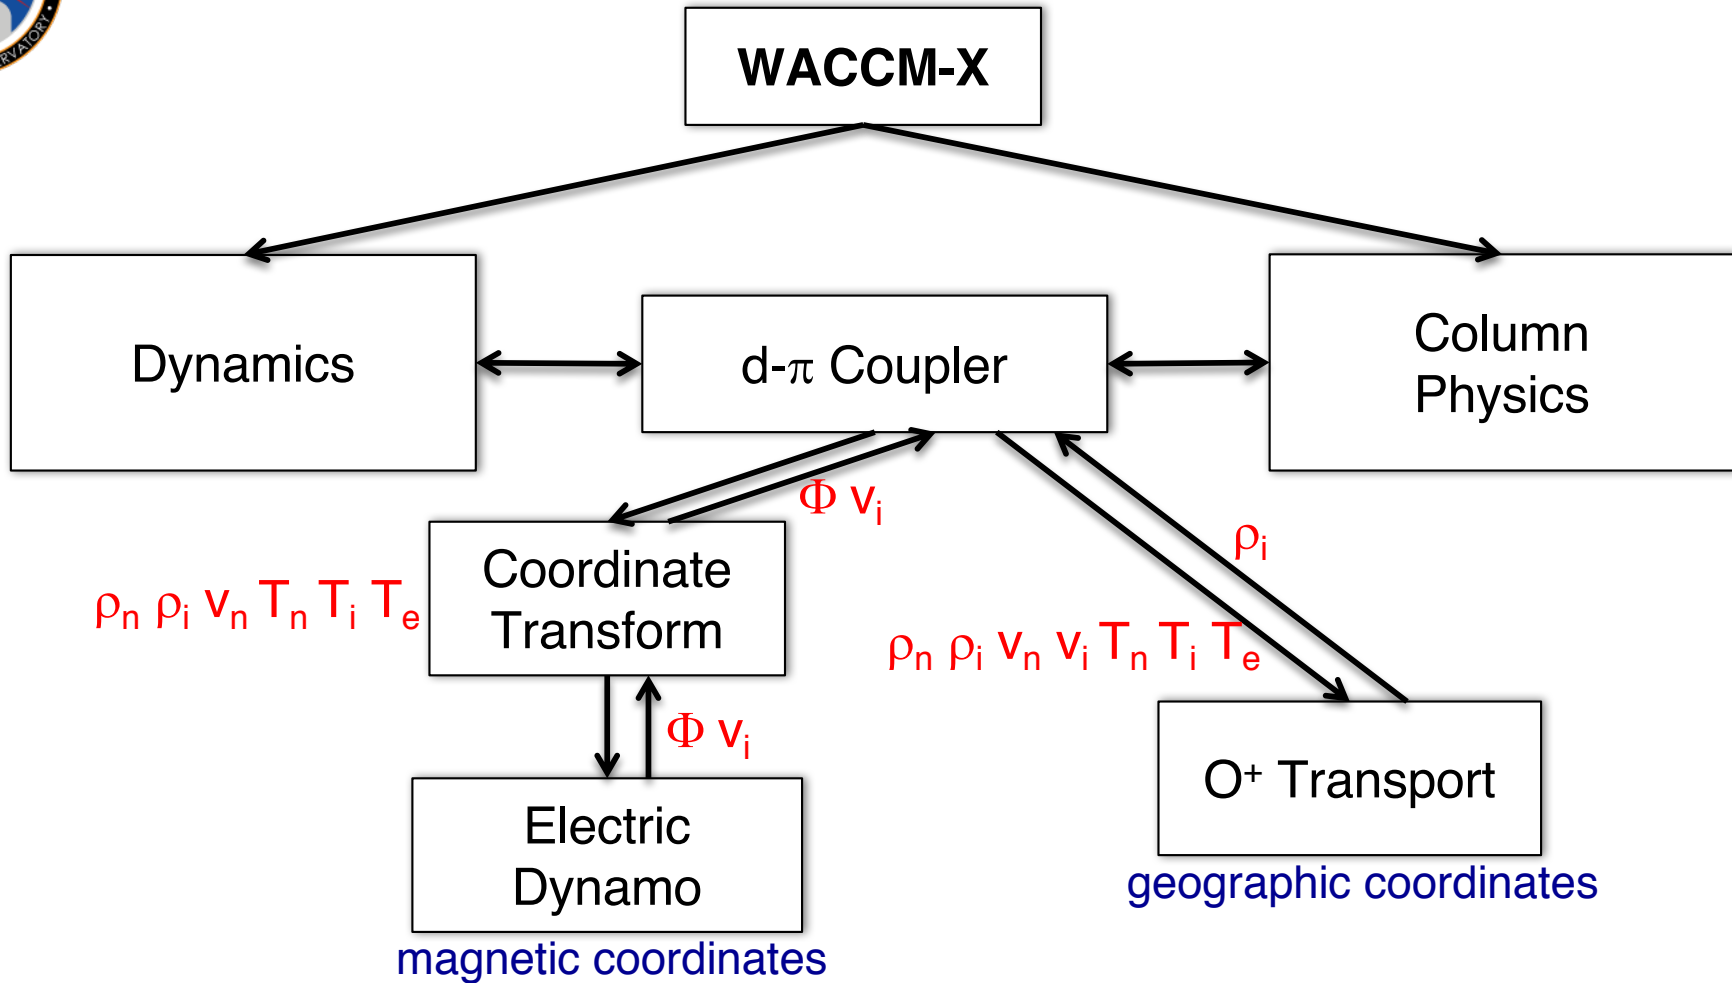 ERVATORY •
WACCM-X
Dynamics
d-π Coupler
Column
Physics
Φ vᵢ
ρᵢ
Coordinate
Transform
ρₙ ρᵢ vₙ Tₙ Tᵢ Tₑ
ρₙ ρᵢ vₙ vᵢ Tₙ Tᵢ Tₑ
Φ vᵢ
O⁺ Transport
Electric
Dynamo
geographic coordinates
magnetic coordinates